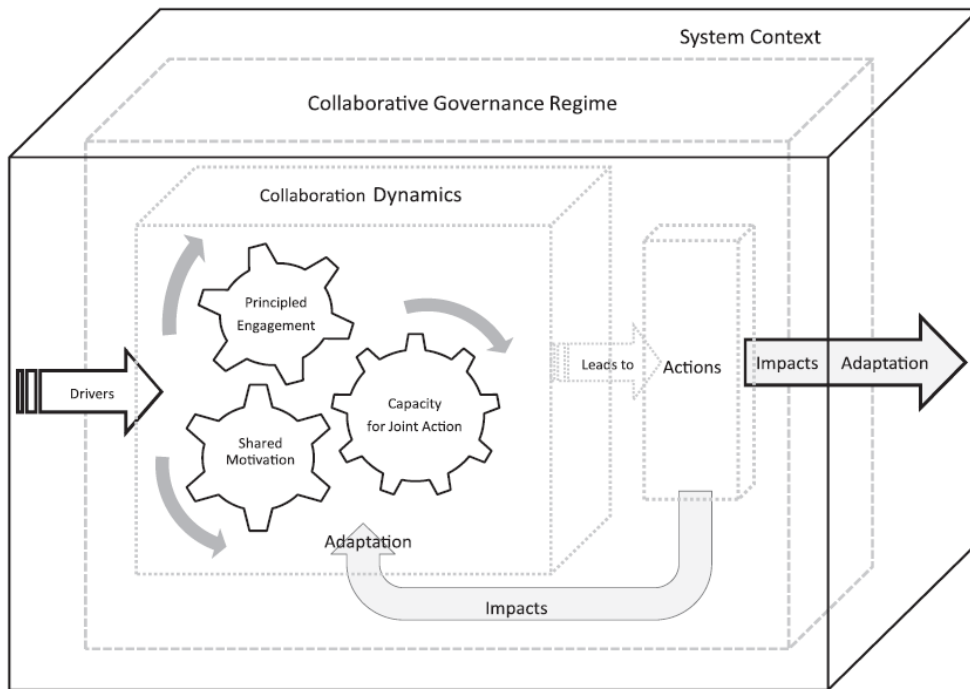 System Context
Collaborative Governance Regime
Collaboration Dynamics
Principled
Engagement
Drivers
Leads to
Actions
Impacts
Adaptation
Capacity
for Joint Action
Shared
Motivation
Adaptation
Impacts